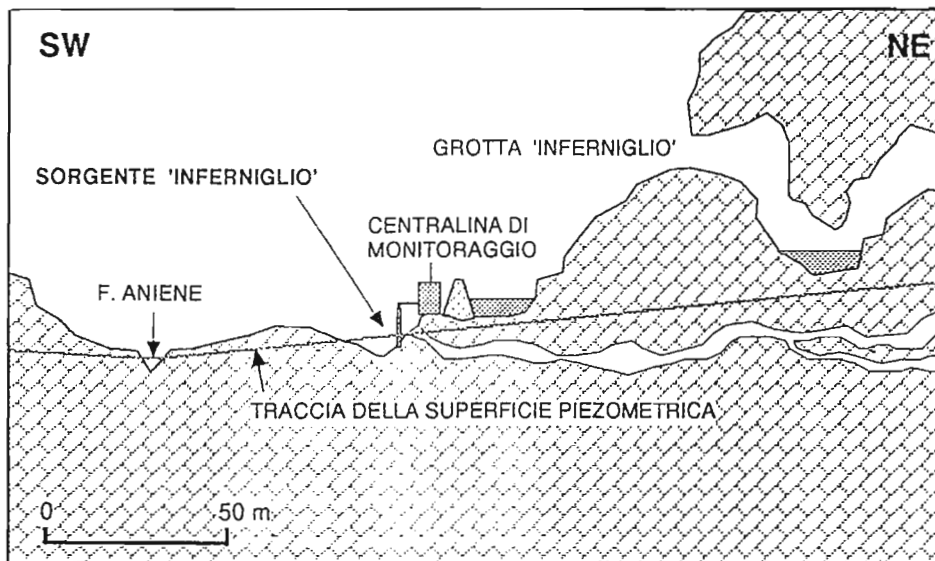 SW
NE
GROTTA 'INFERNIGLIO'
SORGENTE 'INFERNIGLIO'
CENTRALINA DI
MONITORAGGIO
F. ANIENE
TRACCIA DELLA SUPERFICIE PIEZOMETRICA
0
50 m